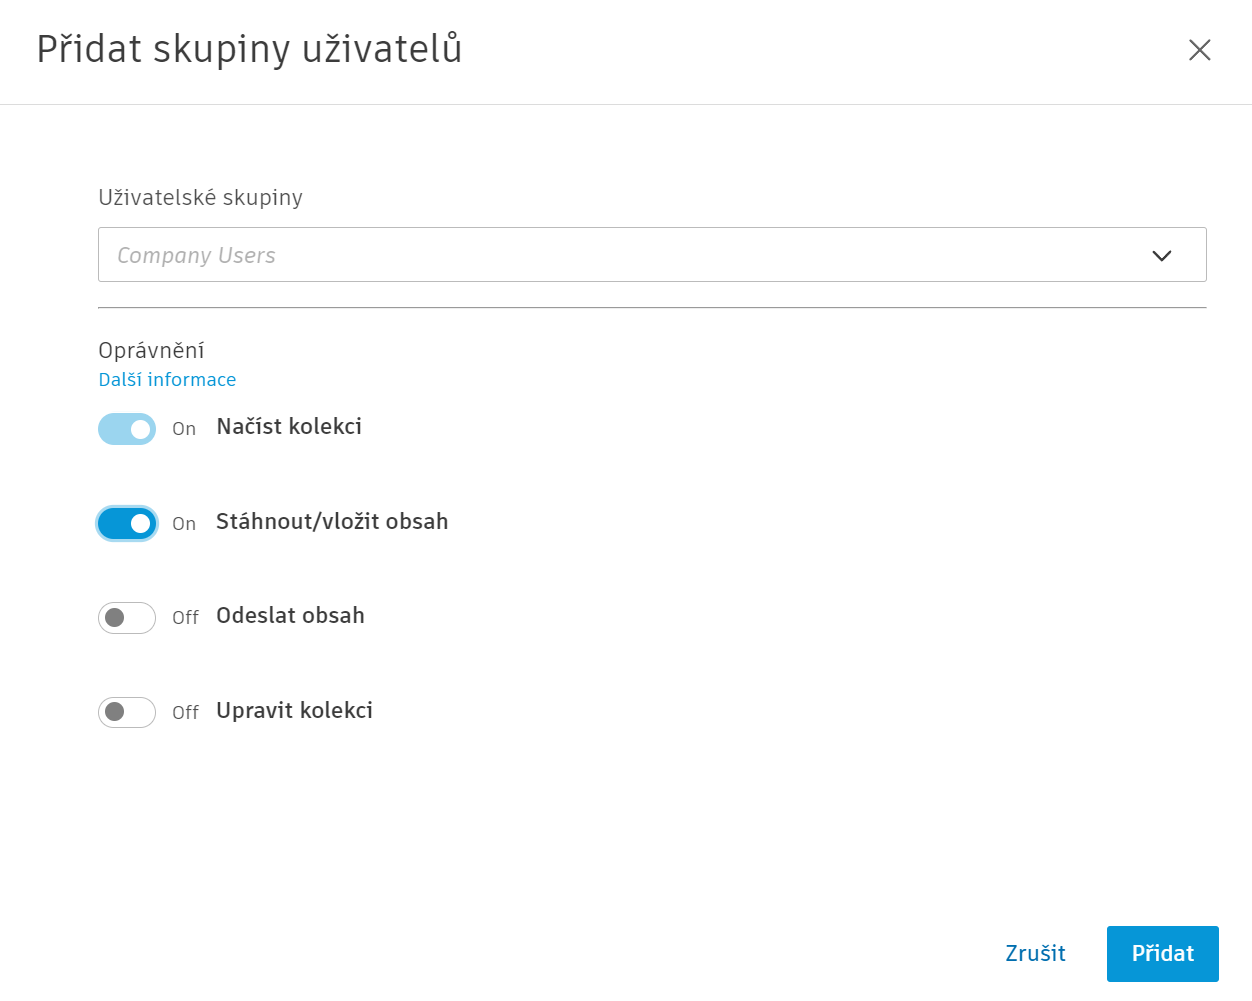 Přidat skupiny uživatelů
Uživatelské skupiny
Company Users
Oprávnění
Další informace
On Načíst kolekci
On Stáhnout/vložit obsah
Off Odeslat obsah
Off Upravit kolekci
Zrušit Přidat